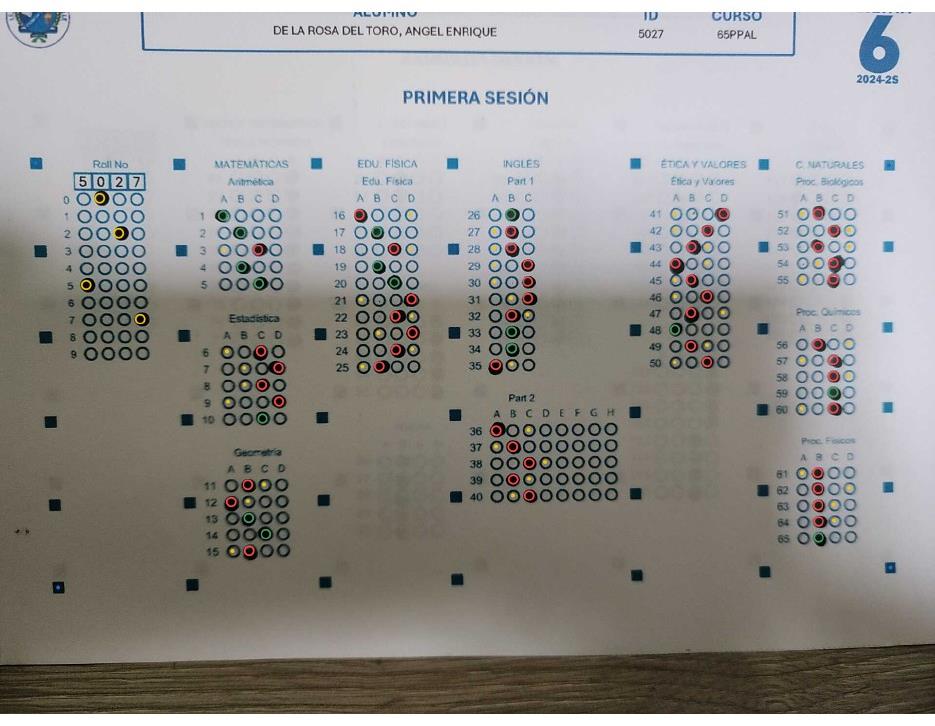 ALUMNO ID CURSO
DE LA ROSA DEL TORO, ANGEL ENRIQUE 5027 65PPAL
6
2024-2S
PRIMERA SESIÓN
Roll No MATEMÁTICAS EDU. FÍSICA INGLÉS ÉTICA Y VALORES C. NATURALES
5 0 2 7 Aritmética Edu. Física Part 1 Ética y Valores Proc. Biológicos
A B C D A B C D A B C A B C D A B C D
0 1 16 26 41 51
1 2 17 27 42 52
2 3 18 28 43 53
3 4 19 29 44 54
4 5 20 30 45 55
5 21 31 46
6 Estadística 22 32 47 Proc. Químicos
7 A B C D 23 33 48 A B C D
8 6 24 34 49 56
9 7 25 35 50 57
8 58
9 59
10 Part 2 60
A B C D E F G H
Geometría 36 Proc. Físicos
A B C D 37 A B C D
11 38 61
12 39 62
13 40 63
14 64
15 65